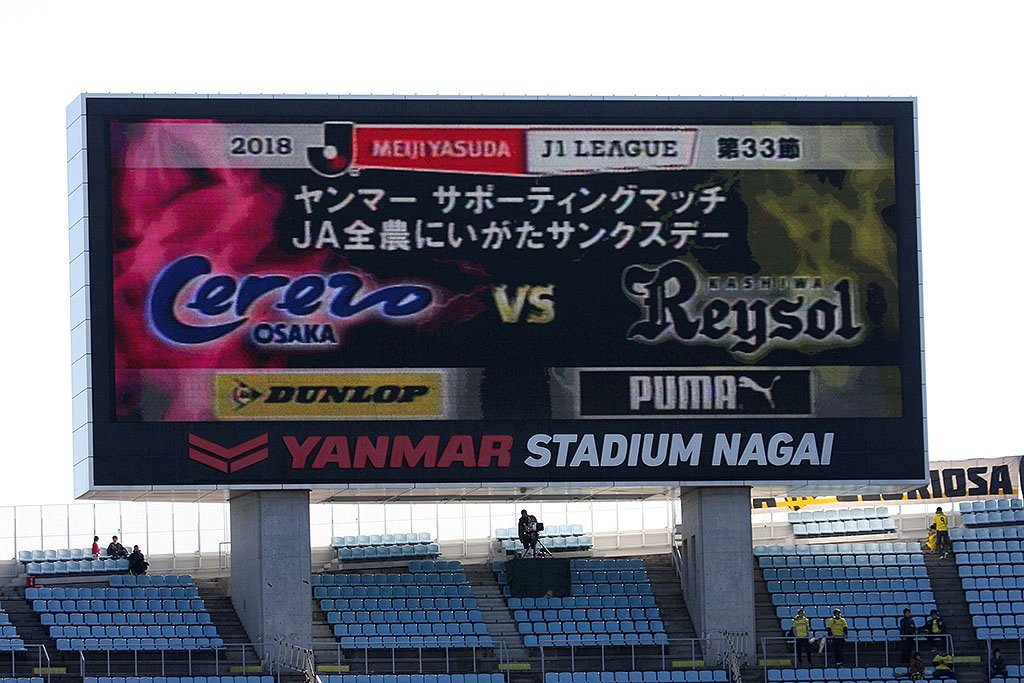 2018 MEIJI YASUDA J1 LEAGUE 第33節
ヤンマー サポーティングマッチ
JA全農にいがたサンクスデー
Cerezo OSAKA VS KASHIWA Reysol
DUNLOP PUMA
YANMAR STADIUM NAGAI